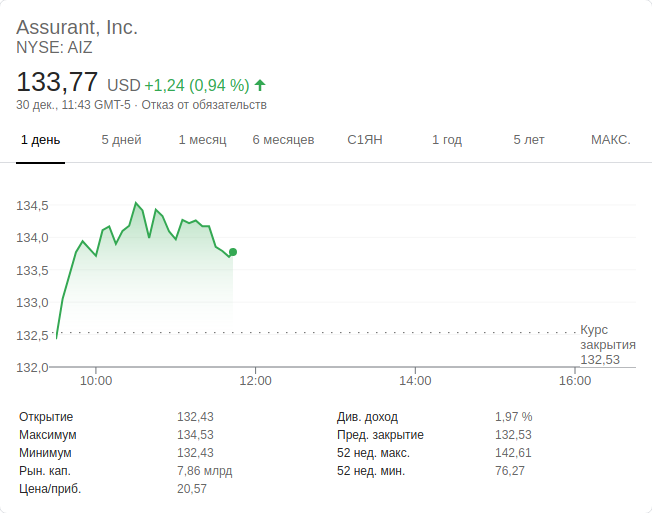 Assurant, Inc.
NYSE: AIZ
133,77 USD +1,24 (0,94 %)
30 дек., 11:43 GMT-5 · Отказ от обязательств
1 день 5 дней 1 месяц 6 месяцев С1ЯН 1 год 5 лет МАКС.
134,5
134,0
133,5
133,0
132,5
132,0
Курс
закрытия
132,53
10:00 12:00 14:00 16:00
Открытие 132,43
Максимум 134,53
Минимум 132,43
Рын. кап. 7,86 млрд
Цена/приб. 20,57
Див. доход 1,97 %
Пред. закрытие 132,53
52 нед. макс. 142,61
52 нед. мин. 76,27